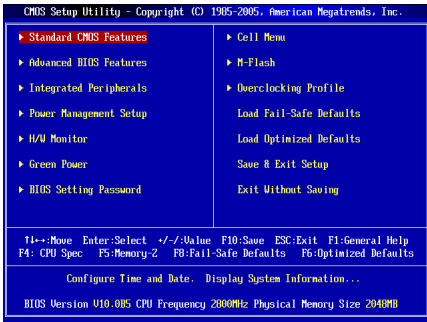 CMOS Setup Utility - Copyright (C) 1985-2005, American Megatrends, Inc.
▶ Standard CMOS Features
▶ Advanced BIOS Features
▶ Integrated Peripherals
▶ Power Management Setup
▶ H/W Monitor
▶ Green Power
▶ BIOS Setting Password
▶ Cell Menu
▶ M-Flash
▶ Overclocking Profile
Load Fail-Safe Defaults
Load Optimized Defaults
Save & Exit Setup
Exit Without Saving
↑↓←→:Move Enter:Select +/-/:Value F10:Save ESC:Exit F1:General Help
F4: CPU Spec F5:Memory-Z F8:Fail-Safe Defaults F6:Optimized Defaults
Configure Time and Date. Display System Information...
BIOS Version V10.0B5 CPU Frequency 2800MHz Physical Memory Size 2048MB